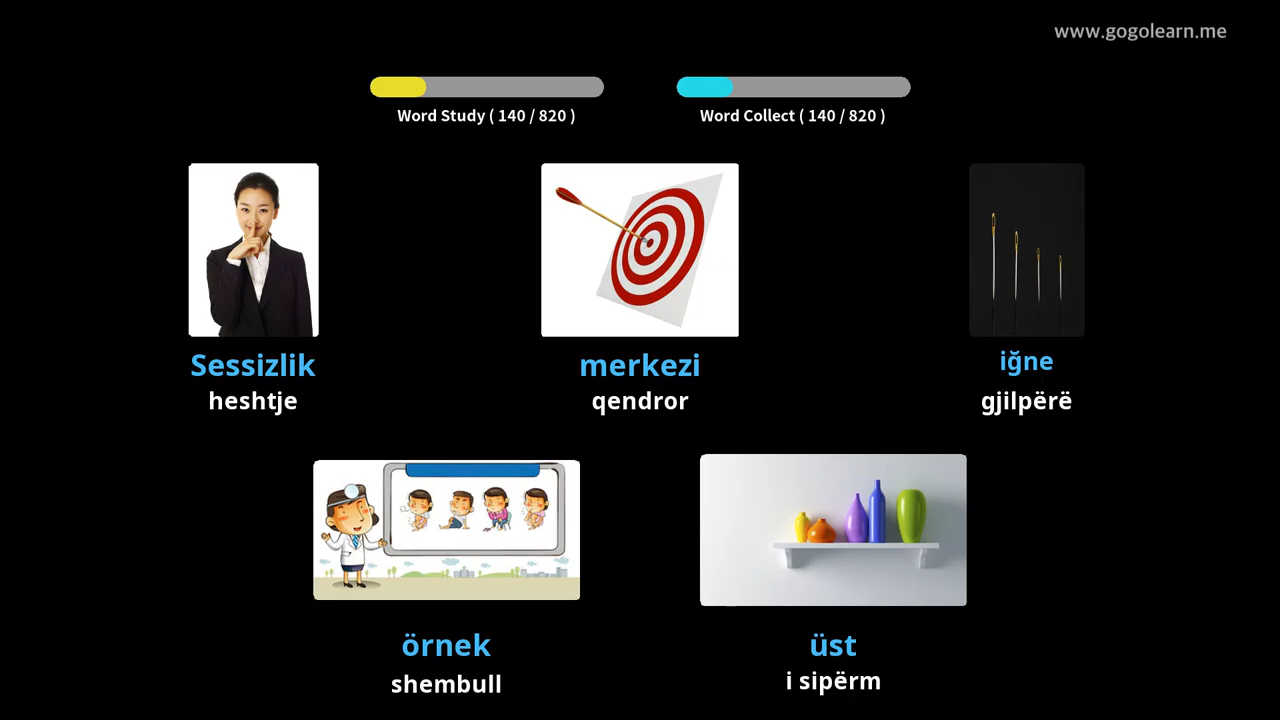 www.gogolearn.me
Word Study ( 140 / 820 )
Word Collect ( 140 / 820 )
Sessizlik
heshtje
merkezi
qendror
iğne
gjilpërë
örnek
shembull
üst
i sipërm